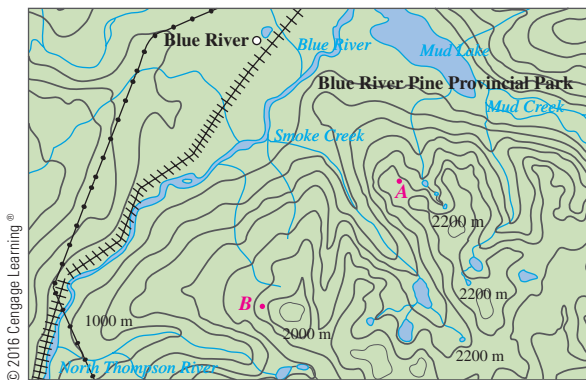 Blue River
Blue River
Mud Lake
Blue River Pine Provincial Park
Mud Creek
Smoke Creek
A
2200 m
B
2200 m
1000 m
2000 m
2200 m
North Thompson River
© 2016 Cengage Learning ®